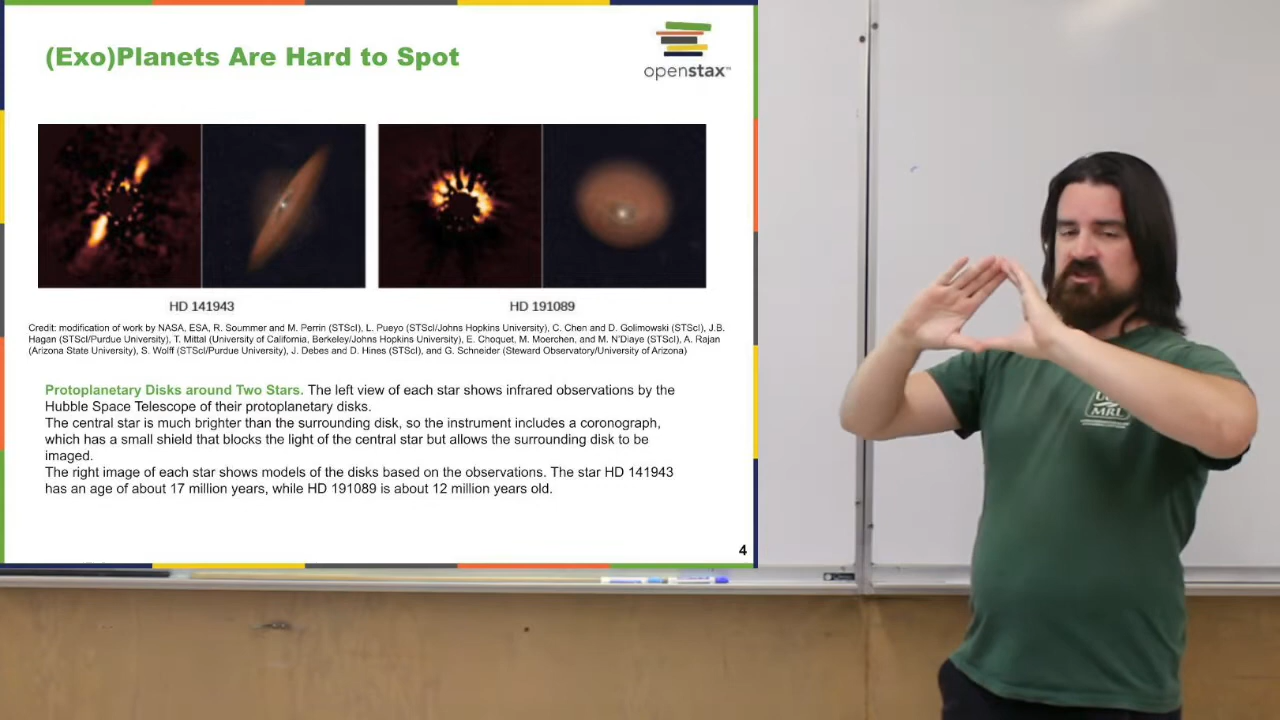 (Exo)Planets Are Hard to Spot
openstax™
HD 141943
HD 191089
Credit: modification of work by NASA, ESA, R. Soummer and M. Perrin (STScI), L. Pueyo (STScI/Johns Hopkins University), C. Chen and D. Golimowski (STScI), J.B.
Hagan (STScI/Purdue University), T. Mittal (University of California, Berkeley/Johns Hopkins University), E. Choquet, M. Moerchen, and M. N'Diaye (STScI), A. Rajan
(Arizona State University), S. Wolff (STScI/Purdue University), J. Debes and D. Hines (STScI), and G. Schneider (Steward Observatory/University of Arizona)
Protoplanetary Disks around Two Stars. The left view of each star shows infrared observations by the
Hubble Space Telescope of their protoplanetary disks.
The central star is much brighter than the surrounding disk, so the instrument includes a coronograph,
which has a small shield that blocks the light of the central star but allows the surrounding disk to be
imaged.
The right image of each star shows models of the disks based on the observations. The star HD 141943
has an age of about 17 million years, while HD 191089 is about 12 million years old.
4
MRL